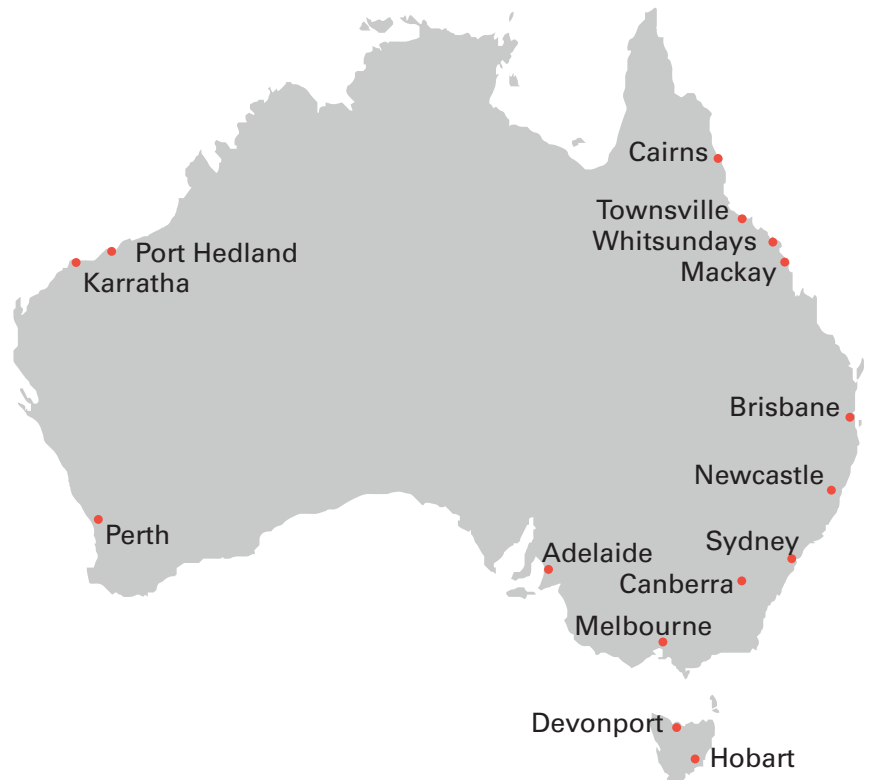 Cairns
Townsville
Whitsundays
Mackay
Port Hedland
Karratha
Brisbane
Newcastle
Perth
Sydney
Adelaide
Canberra
Melbourne
Devonport
Hobart